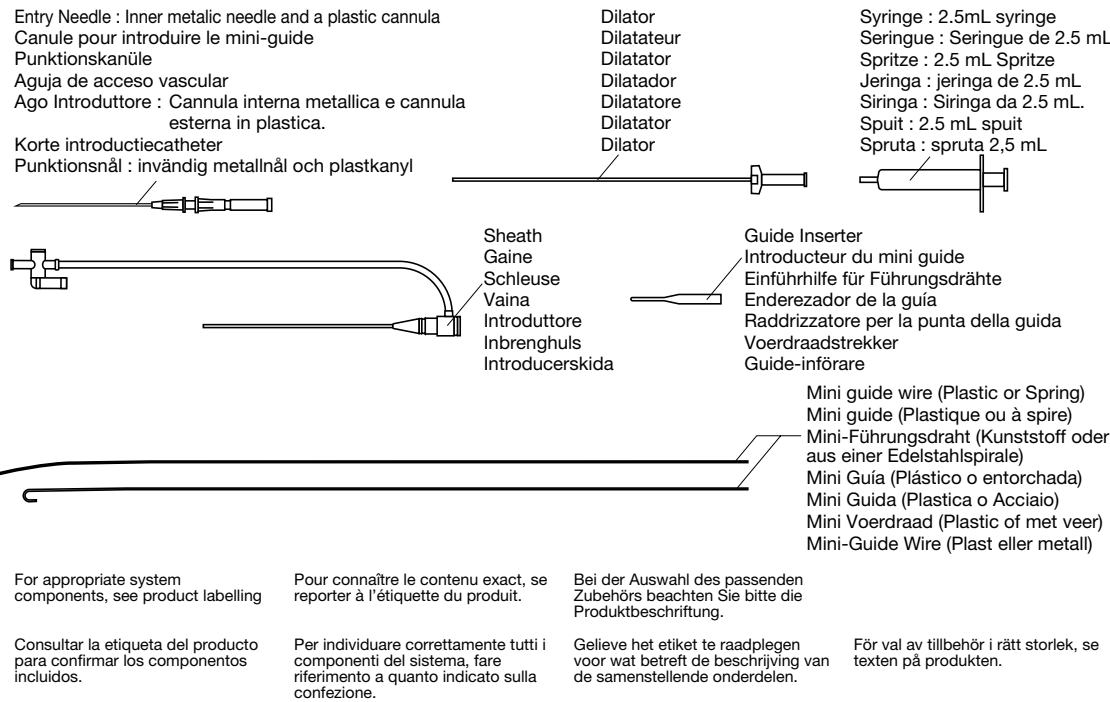 Entry Needle : Inner metalic needle and a plastic cannula
Canule pour introduire le mini-guide
Punktionskanüle
Aguja de acceso vascular
Ago Introduttore : Cannula interna metallica e cannula
esterna in plastica.
Korte introductiecatheter
Punktionsnål : invändig metallnål och plastkanyl
Dilator
Dilatateur
Dilatator
Dilatador
Dilatatore
Dilatator
Dilator
Syringe : 2.5mL syringe
Seringue : Seringue de 2.5 mL
Spritze : 2.5 mL Spritze
Jeringa : jeringa de 2.5 mL
Siringa : Siringa da 2.5 mL.
Spuit : 2.5 mL spuit
Spruta : spruta 2,5 mL
Sheath
Gaine
Schleuse
Vaina
Introduttore
Inbrenghuls
Introducerskida
Guide Inserter
Introducteur du mini guide
Einführhilfe für Führungsdrähte
Enderezador de la guía
Raddrizzatore per la punta della guida
Voerdraadstrekker
Guide-införare
Mini guide wire (Plastic or Spring)
Mini guide (Plastique ou à spire)
Mini-Führungsdraht (Kunststoff oder
aus einer Edelstahlspirale)
Mini Guía (Plástico o entorchada)
Mini Guida (Plastica o Acciaio)
Mini Voerdraad (Plastic of met veer)
Mini-Guide Wire (Plast eller metall)
For appropriate system
components, see product labelling
Pour connaître le contenu exact, se
reporter à l'étiquette du produit.
Bei der Auswahl des passenden
Zubehörs beachten Sie bitte die
Produktbeschriftung.
Consultar la etiqueta del producto
para confirmar los componentes
incluidos.
Per individuare correttamente tutti i
componenti del sistema, fare
riferimento a quanto indicato sulla
confezione.
Gelieve het etiket te raadplegen
voor wat betreft de beschrijving van
de samenstellende onderdelen.
För val av tillbehör i rätt storlek, se
texten på produkten.